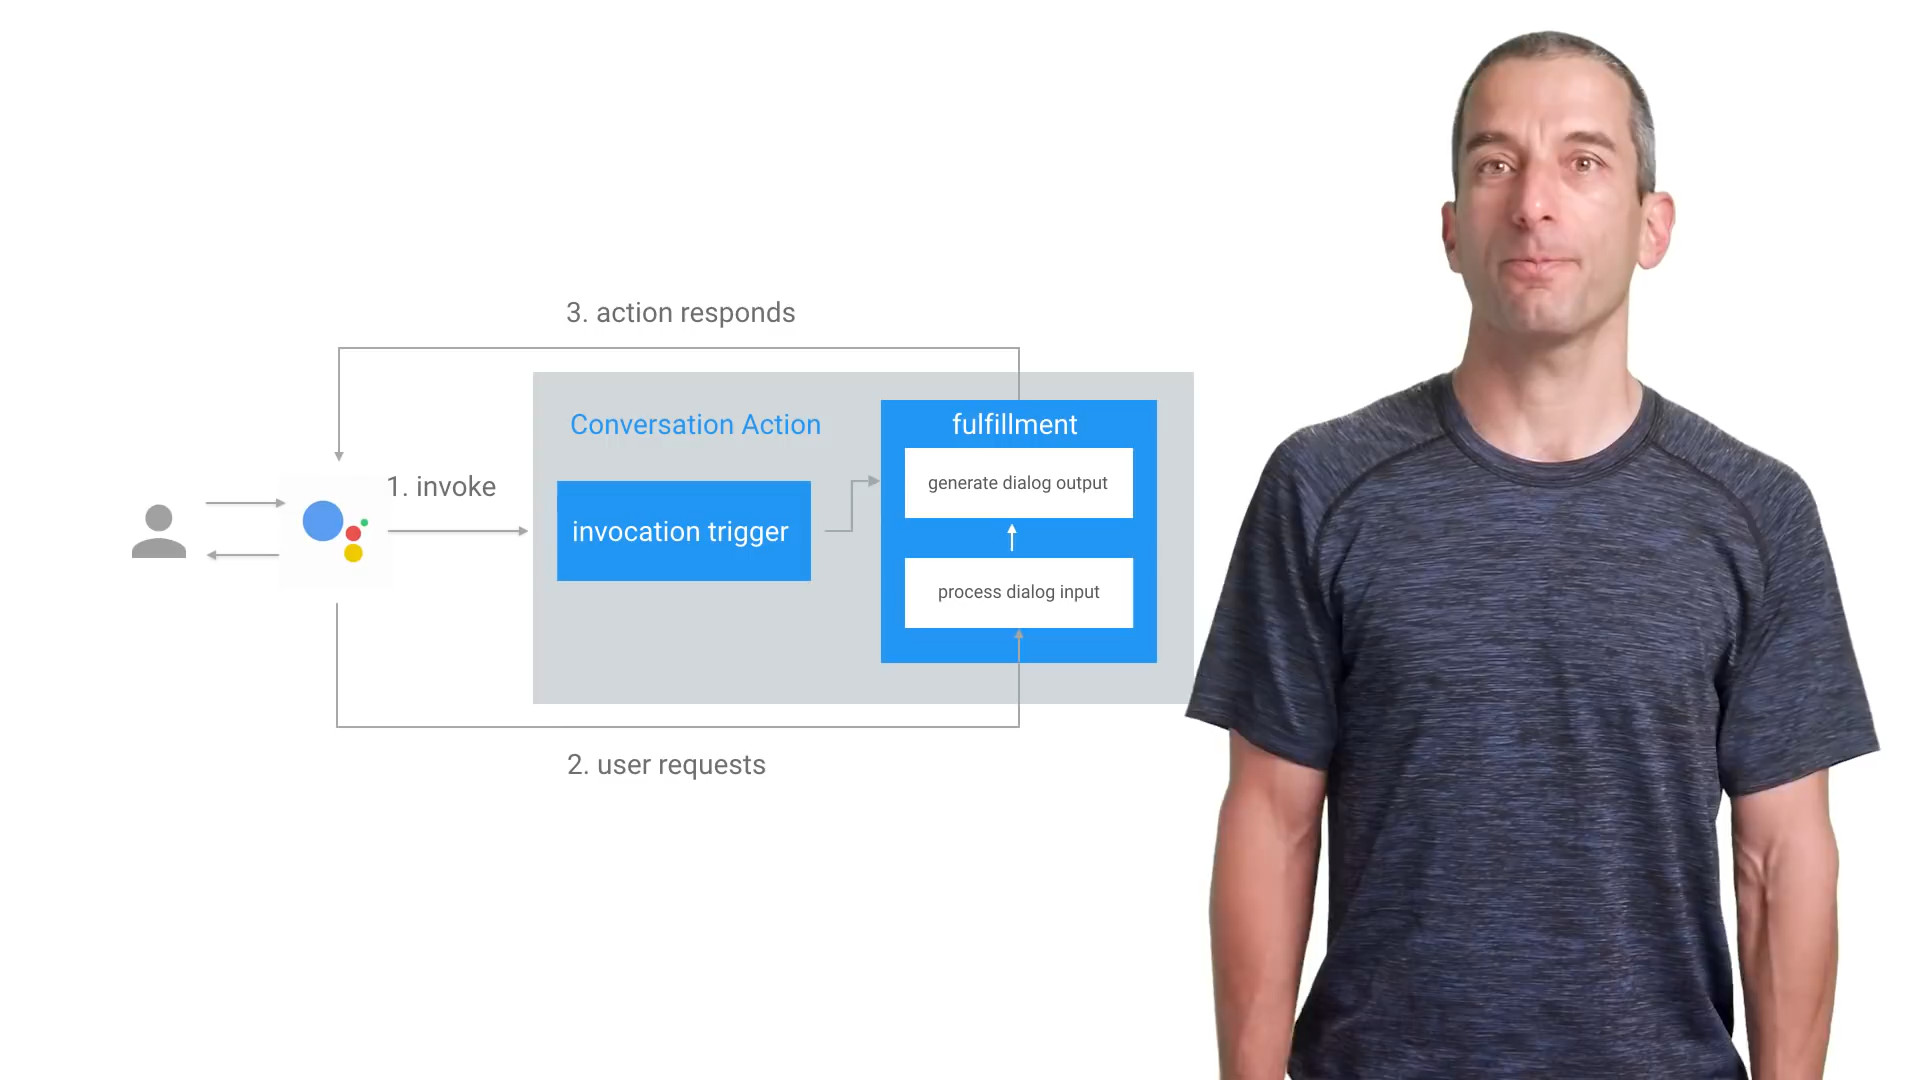 3. action responds
Conversation Action
fulfillment
generate dialog output
1. invoke
invocation trigger
process dialog input
2. user requests